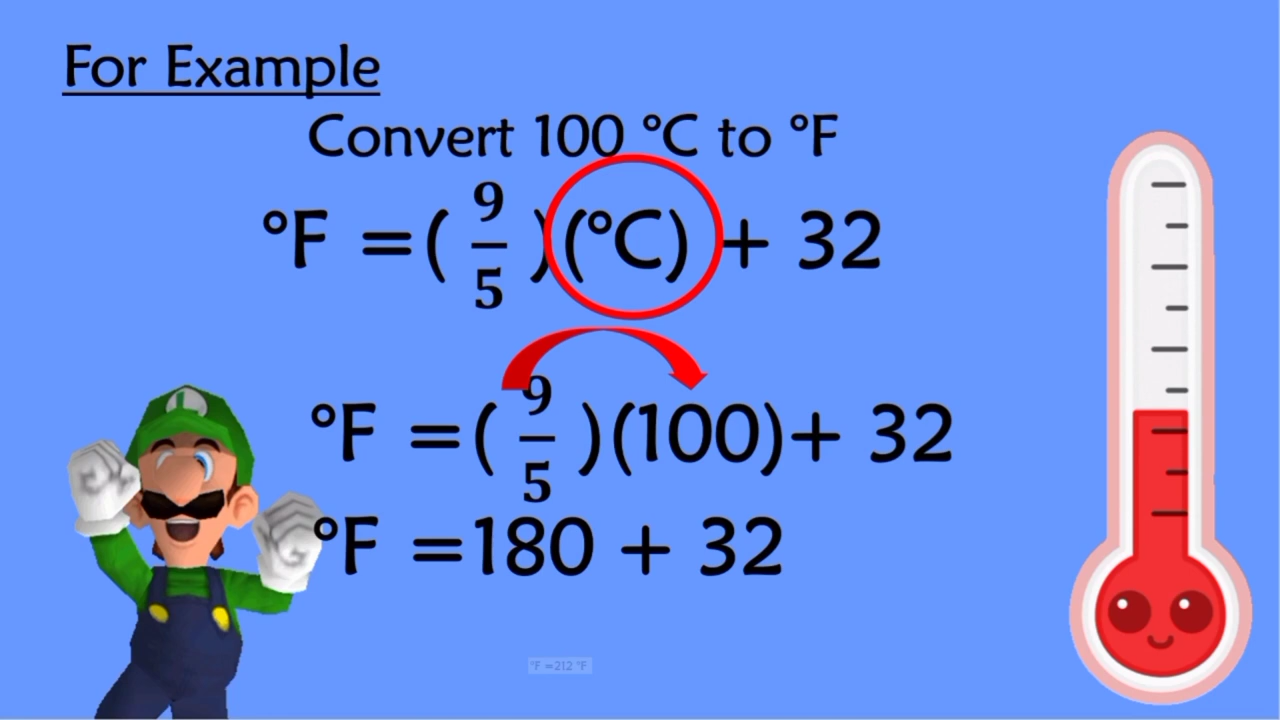 For Example
Convert 100 °C to °F
°F =( 9/5 )(°C) + 32
°F =( 9/5 )(100)+ 32
°F =180 + 32
°F =212 °F
L